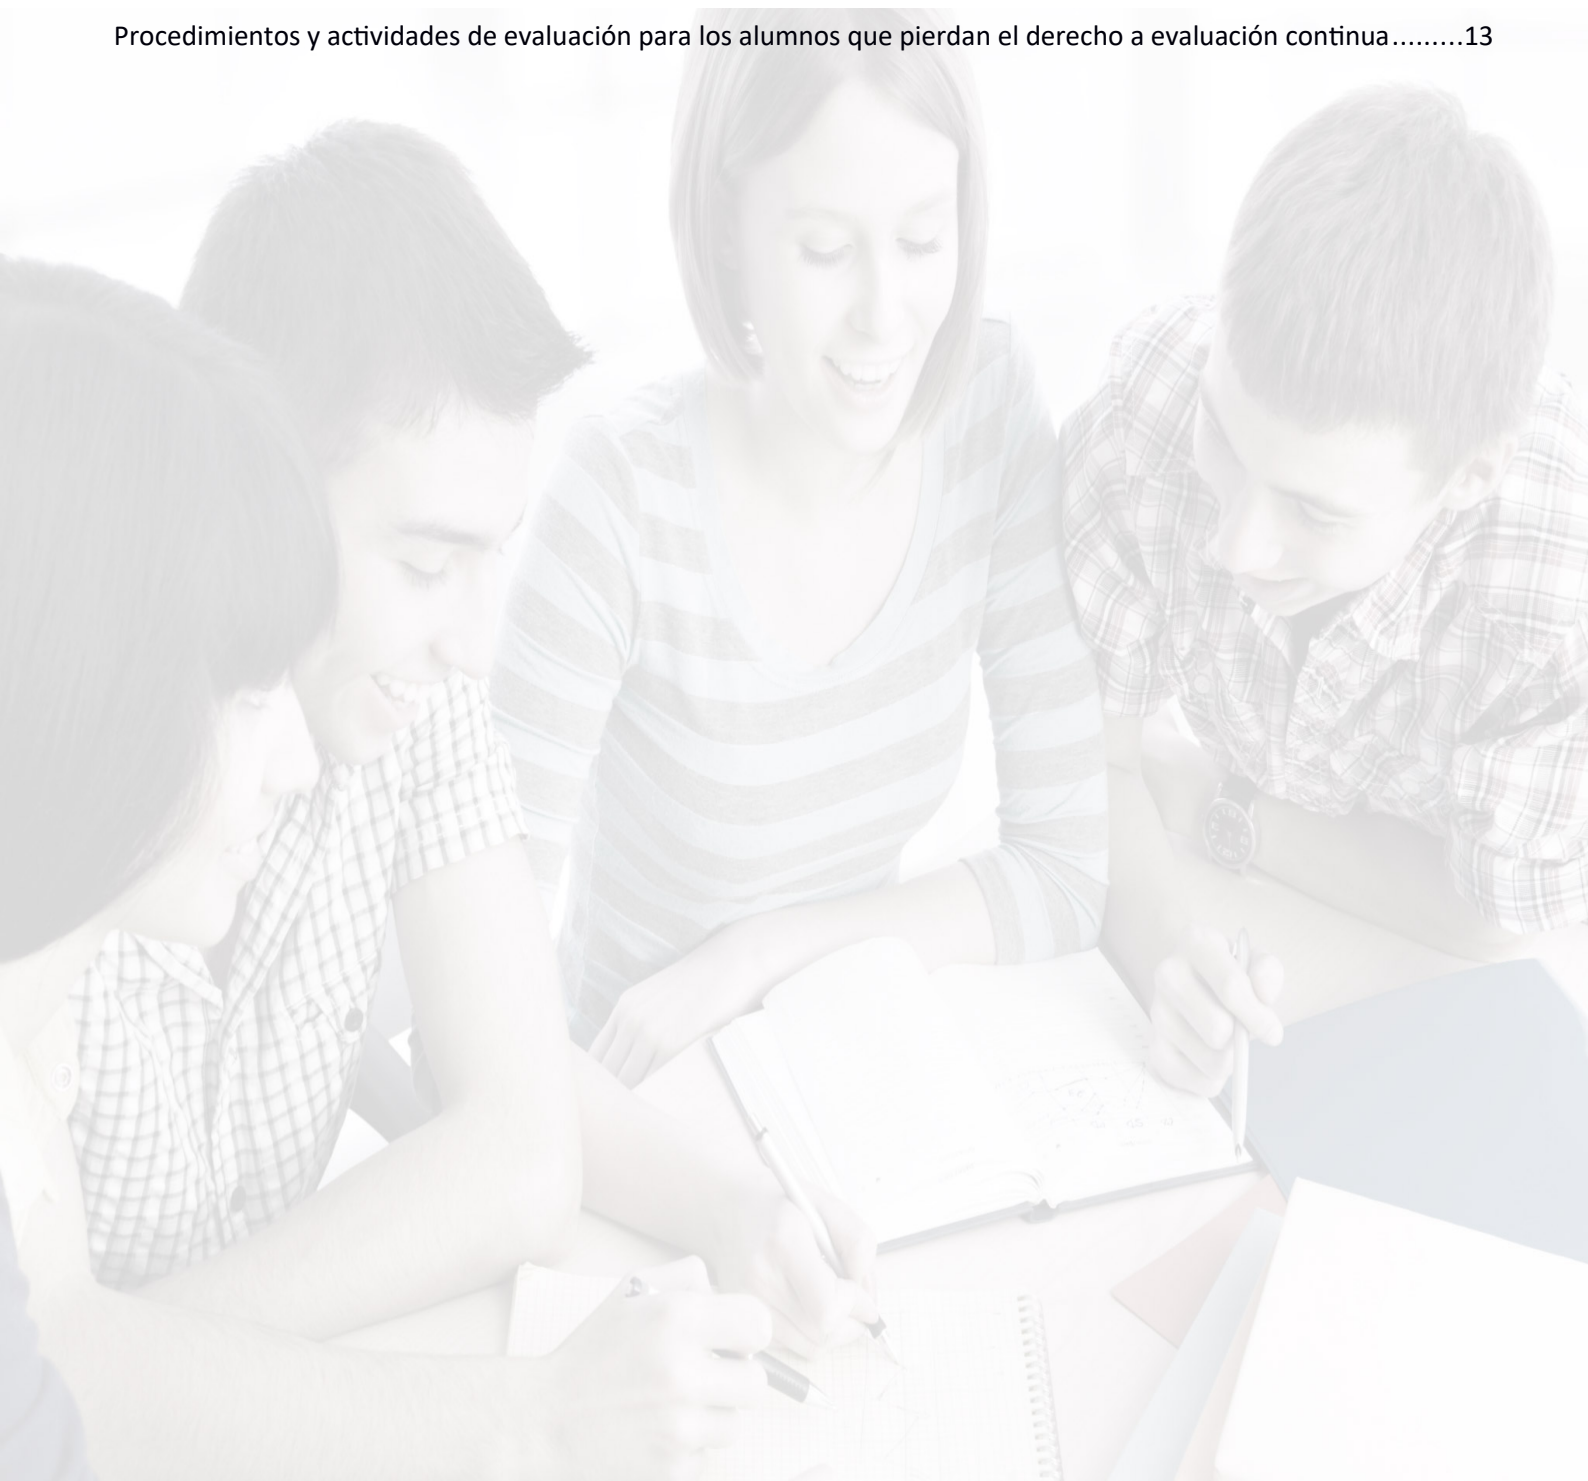 Procedimientos y actividades de evaluación para los alumnos que pierdan el derecho a evaluación continua.........13